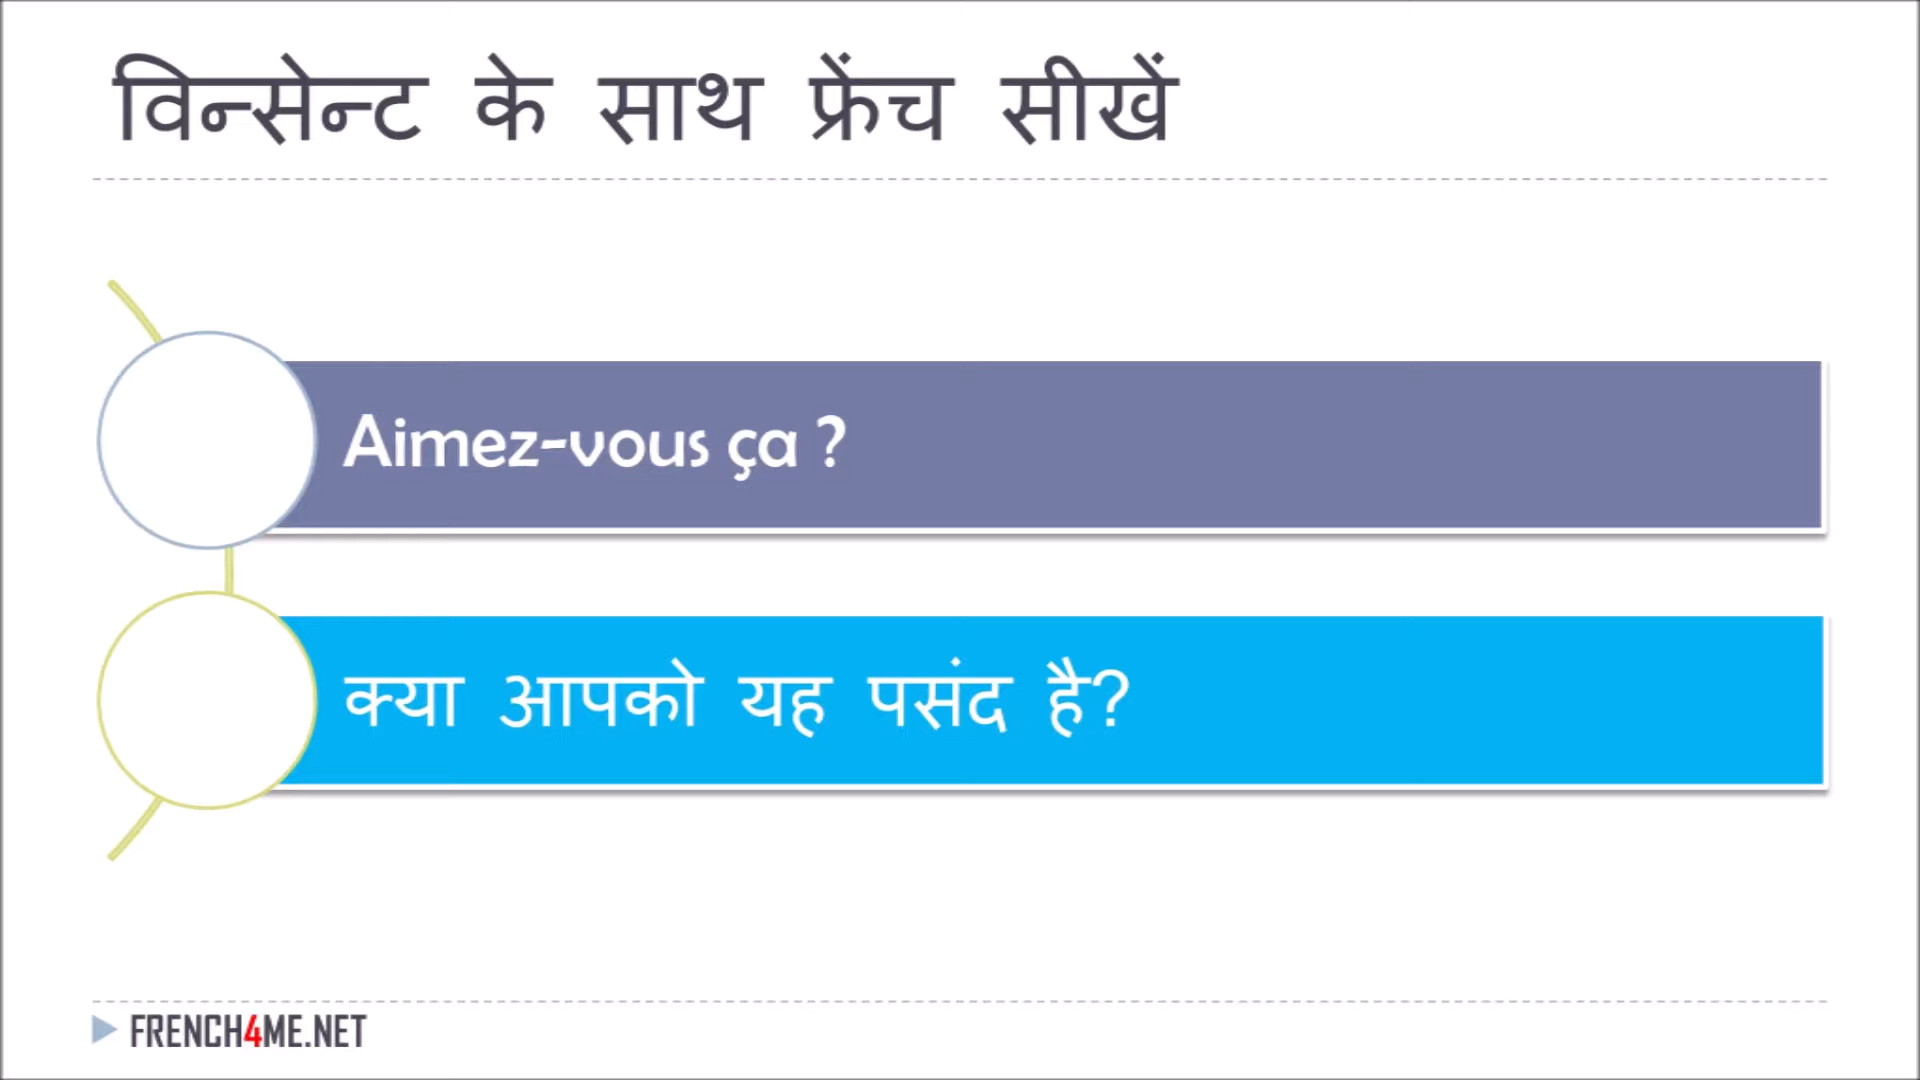 विन्सेन्ट के साथ फ्रेंच सीखें
Aimez-vous ça ?
क्या आपको यह पसंद है?
FRENCH4ME.NET